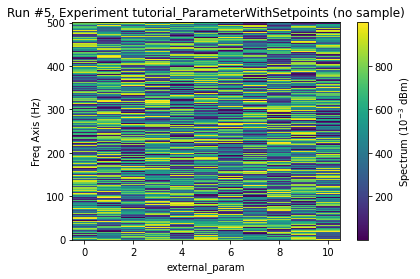 Run #5, Experiment tutorial_ParameterWithSetpoints (no sample)
500
400
300
200
100
0
Freq Axis (Hz)
0 2 4 6 8 10
external_param
800
600
400
200
Spectrum (10⁻³ dBm)